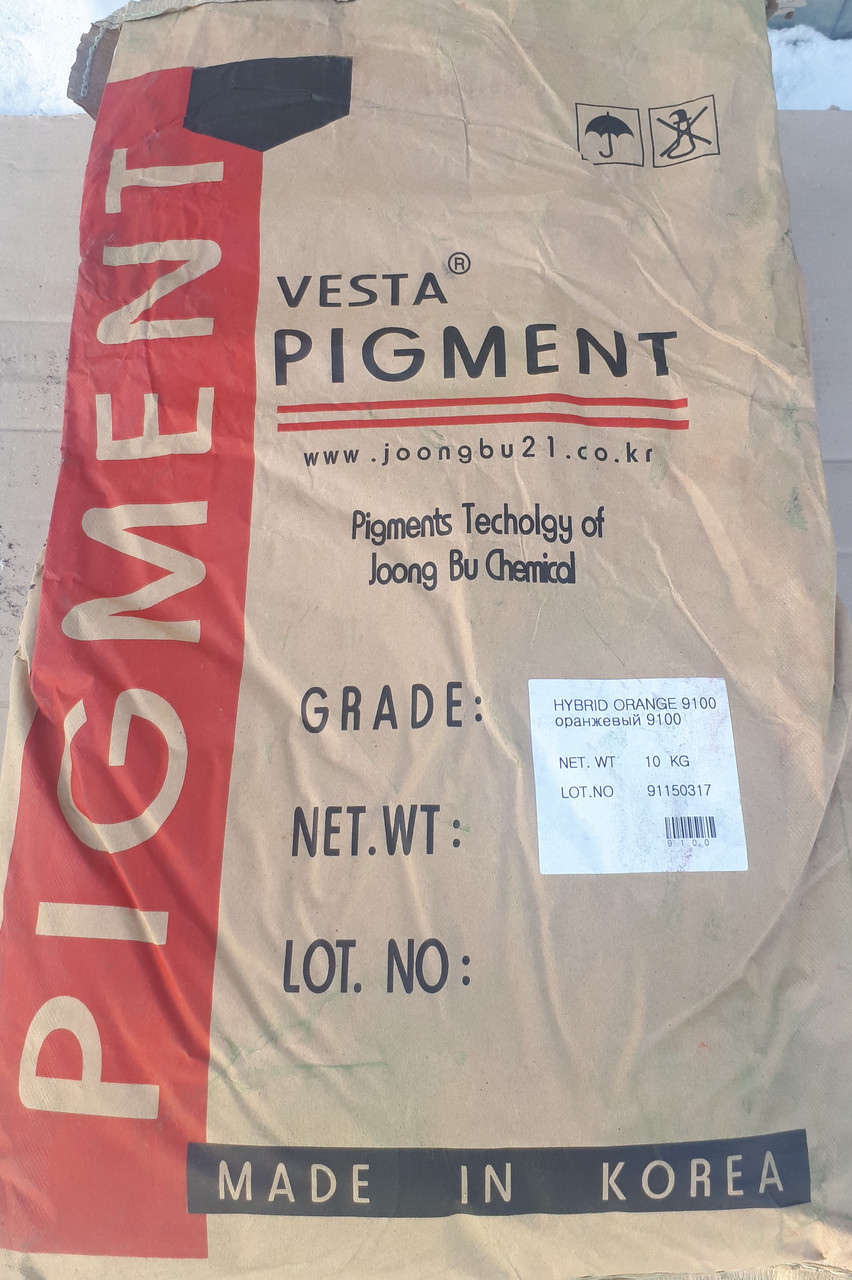 PIGMENT
VESTA®
PIGMENT
www.joongbu21.co.kr
Pigments Techolgy of
Joong Bu Chemical
GRADE:
HYBRID ORANGE 9100
оранжевый 9100
NET. WT 10 KG
LOT.NO 91150317
9100
NET.WT:
LOT. NO:
MADE IN KOREA